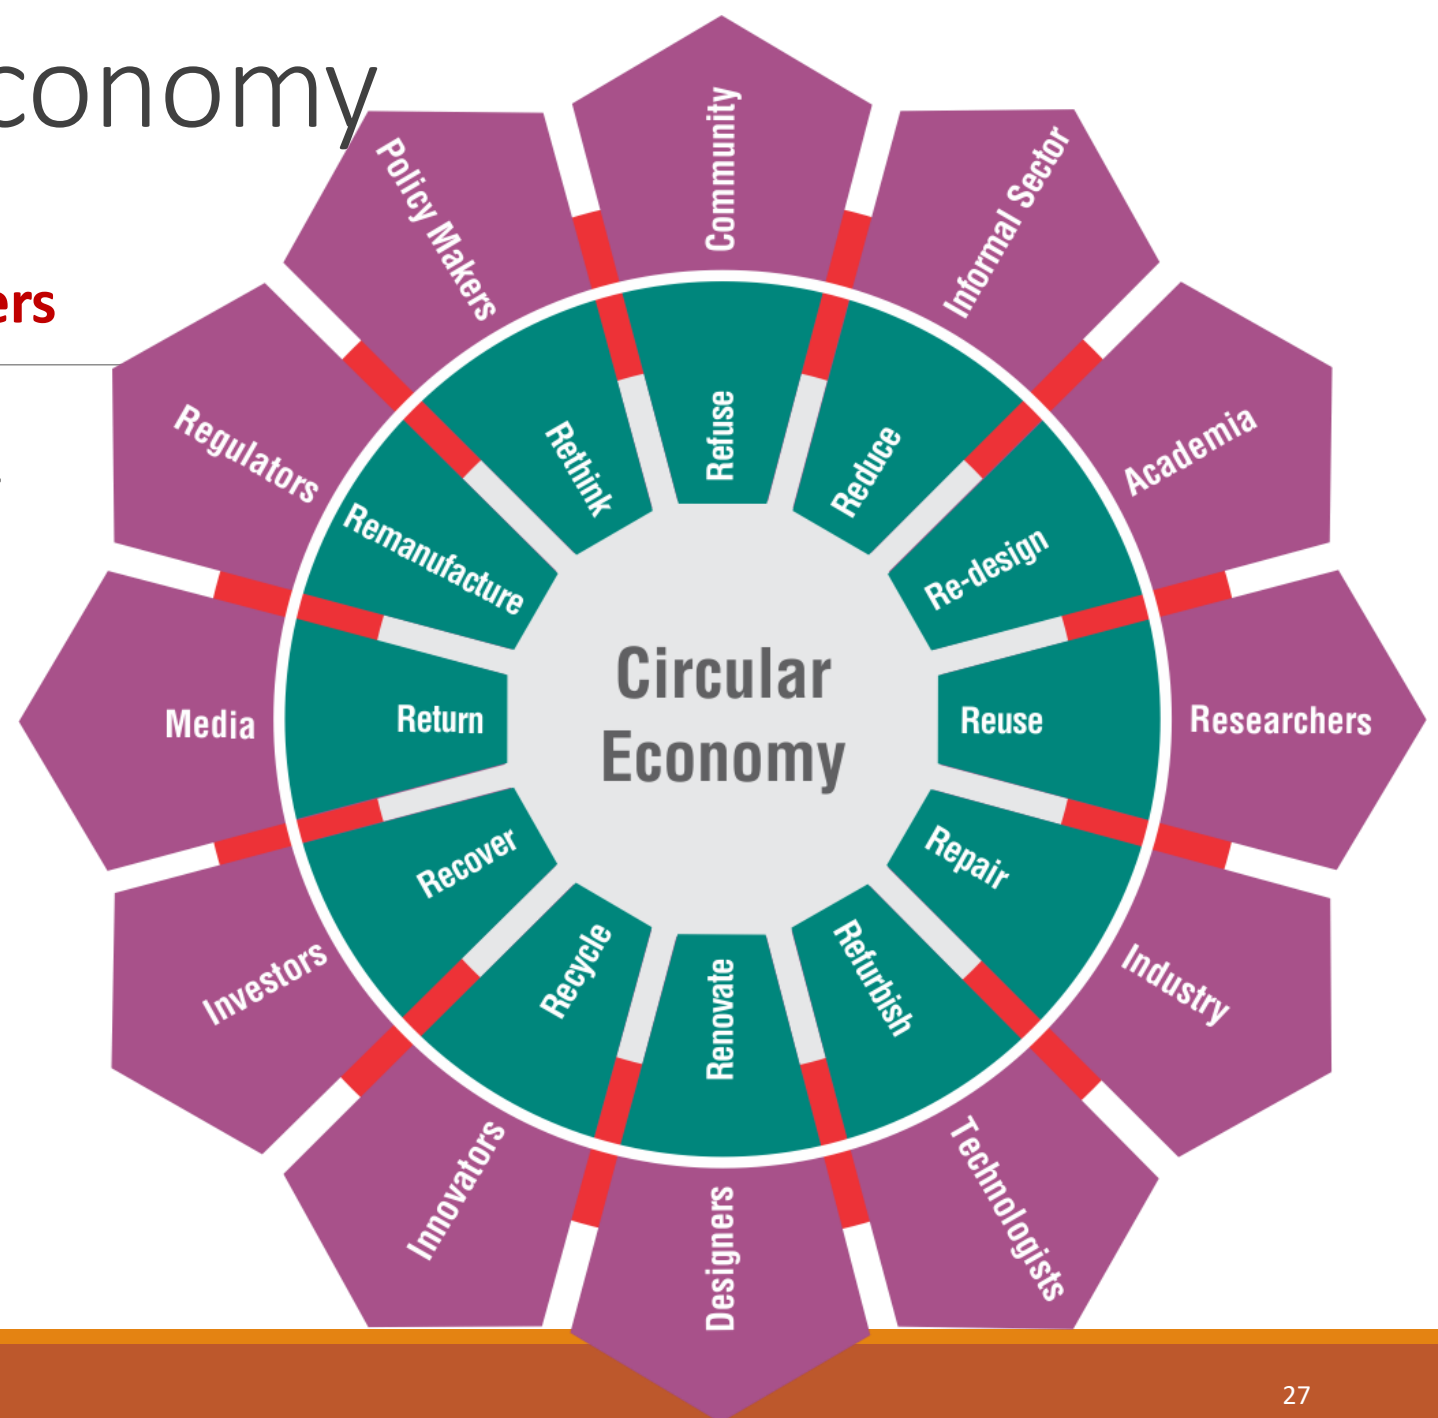 conomy
ers
Community
Informal Sector
Academia
Researchers
Industry
Technologists
Designers
Innovators
Investors
Media
Regulators
Policy Makers
Refuse
Reduce
Re-design
Reuse
Repair
Refurbish
Renovate
Recycle
Recover
Return
Remanufacture
Rethink
Circular
Economy
27